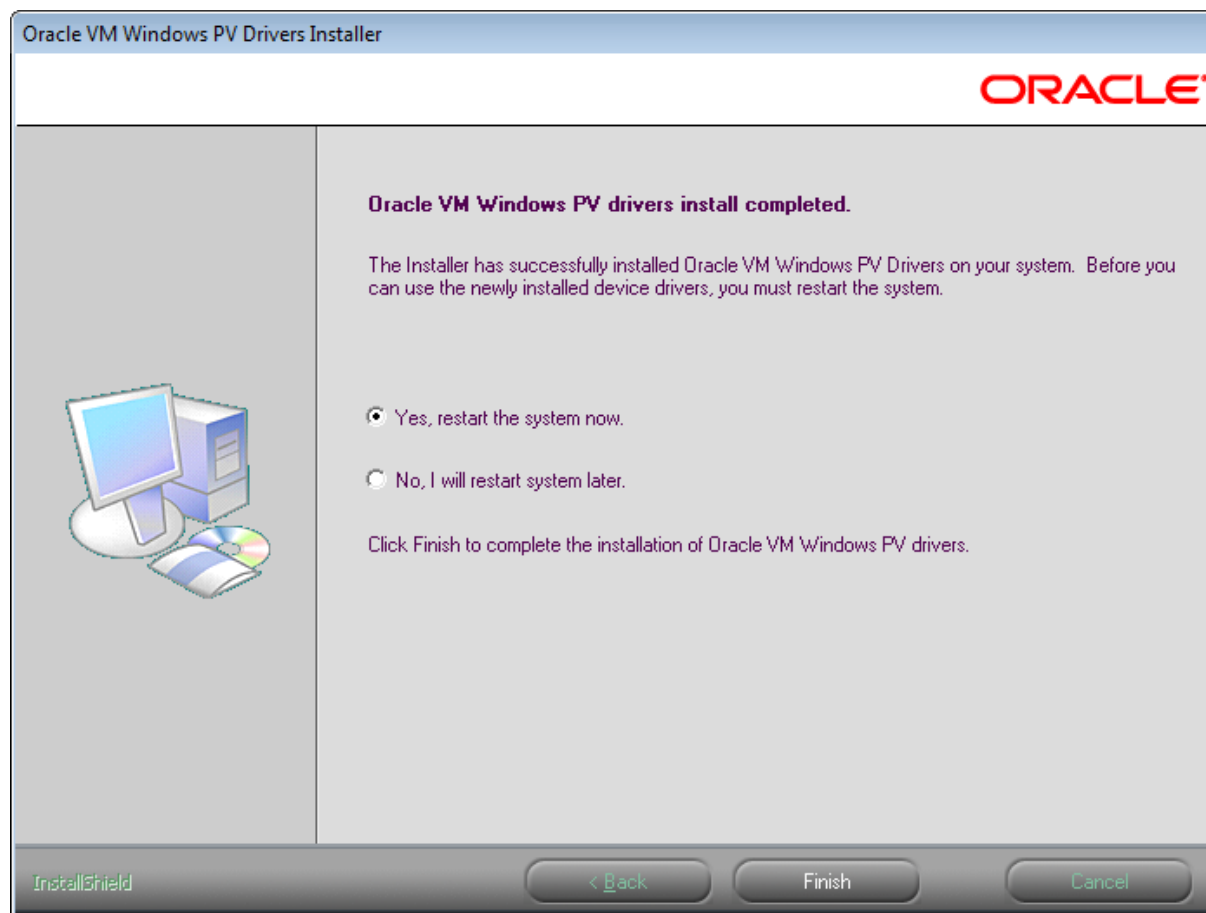 Oracle VM Windows PV Drivers Installer
ORACLE
Oracle VM Windows PV drivers install completed.
The Installer has successfully installed Oracle VM Windows PV Drivers on your system. Before you
can use the newly installed device drivers, you must restart the system.
Yes, restart the system now.
No, I will restart system later.
Click Finish to complete the installation of Oracle VM Windows PV drivers.
InstallShield
< Back
Finish
Cancel